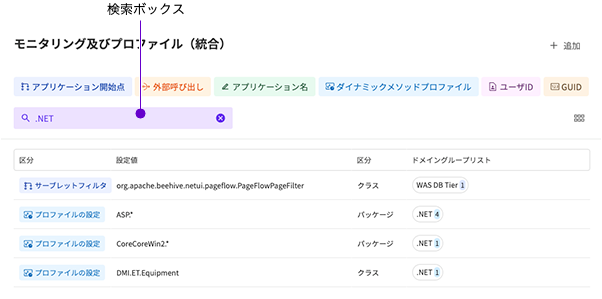 検索ボックス
モニタリング及びプロファイル（統合）
＋ 追加
アプリケーション開始点 外部呼び出し アプリケーション名 ダイナミックメソッドプロファイル ユーザID GUID
.NET
区分 設定値 区分 ドメイングループリスト
サーブレットフィルタ org.apache.beehive.netui.pageflow.PageFlowPageFilter クラス WAS DB Tier 1
プロファイルの設定 ASP.* パッケージ .NET 4
プロファイルの設定 CoreCoreWin2.* パッケージ .NET 1
プロファイルの設定 DMI.ET.Equipment クラス .NET 1